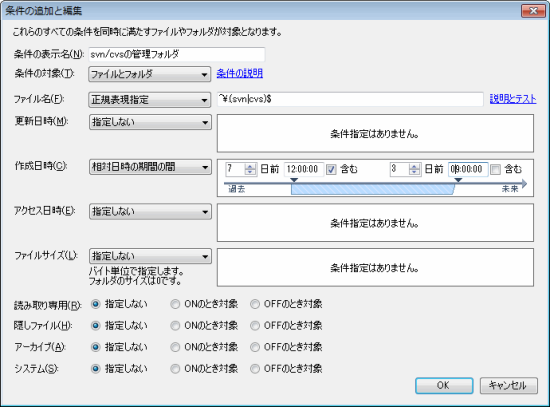 条件の追加と編集
これらのすべての条件を同時に満たすファイルやフォルダが対象となります。
条件の表示名(N): svn/cvsの管理フォルダ
条件の対象(T): ファイルとフォルダ 条件の説明
ファイル名(F): 正規表現指定 ^¥.(svn|cvs)$ 説明とテスト
更新日時(M): 指定しない 条件指定はありません。
作成日時(C): 相対日時の期間の間 7 日前 12:00:00 含む 3 日前 09:00:00 含む
過去 未来
アクセス日時(E): 指定しない 条件指定はありません。
ファイルサイズ(L): 指定しない 条件指定はありません。
バイト単位で指定します。
フォルダのサイズは0です。
読み取り専用(R): 指定しない ONのとき対象 OFFのとき対象
隠しファイル(H): 指定しない ONのとき対象 OFFのとき対象
アーカイブ(A): 指定しない ONのとき対象 OFFのとき対象
システム(S): 指定しない ONのとき対象 OFFのとき対象
OK キャンセル